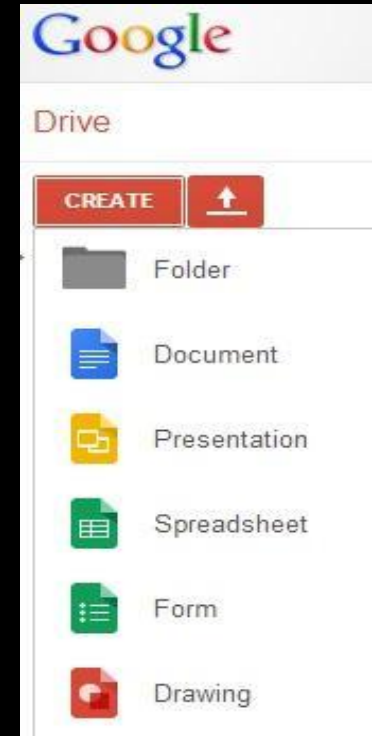 Google
Drive
CREATE
Folder
Document
Presentation
Spreadsheet
Form
Drawing